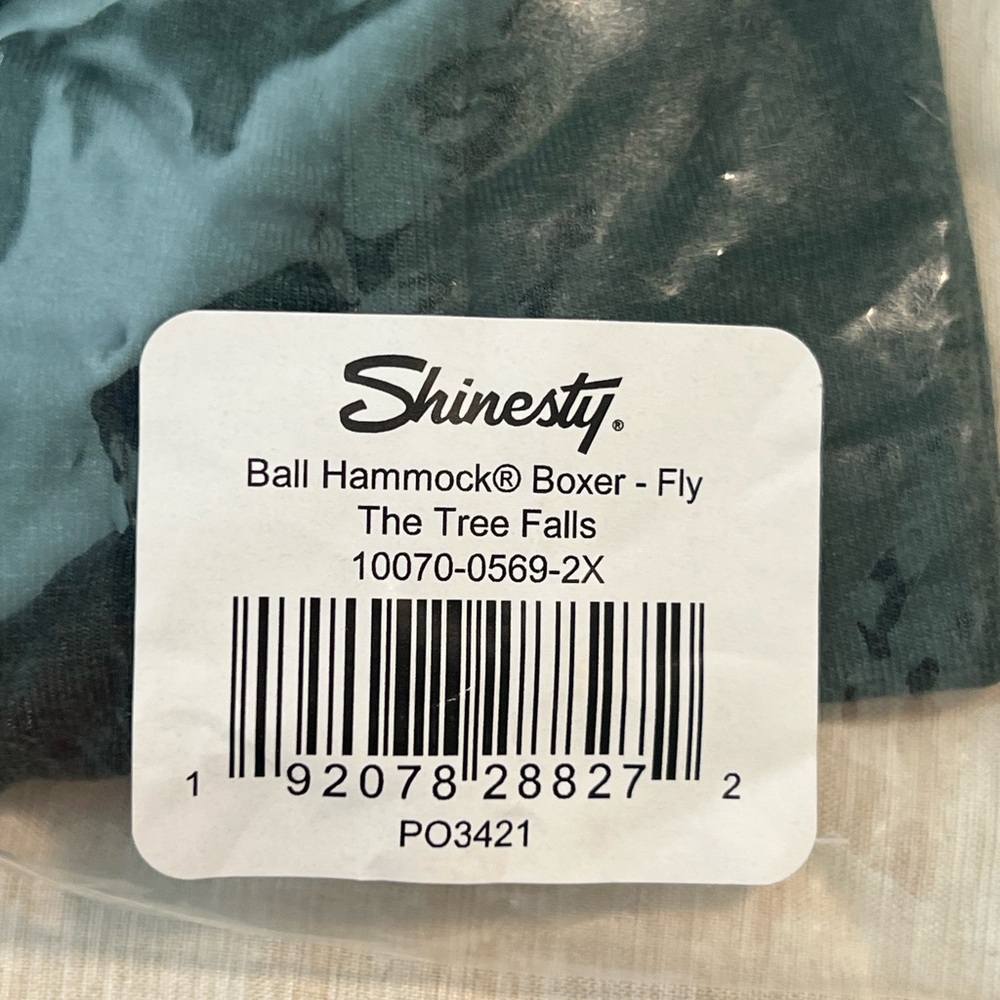 Shinesty®
Ball Hammock® Boxer - Fly
The Tree Falls
10070-0569-2X
1 92078 28827 2
PO3421